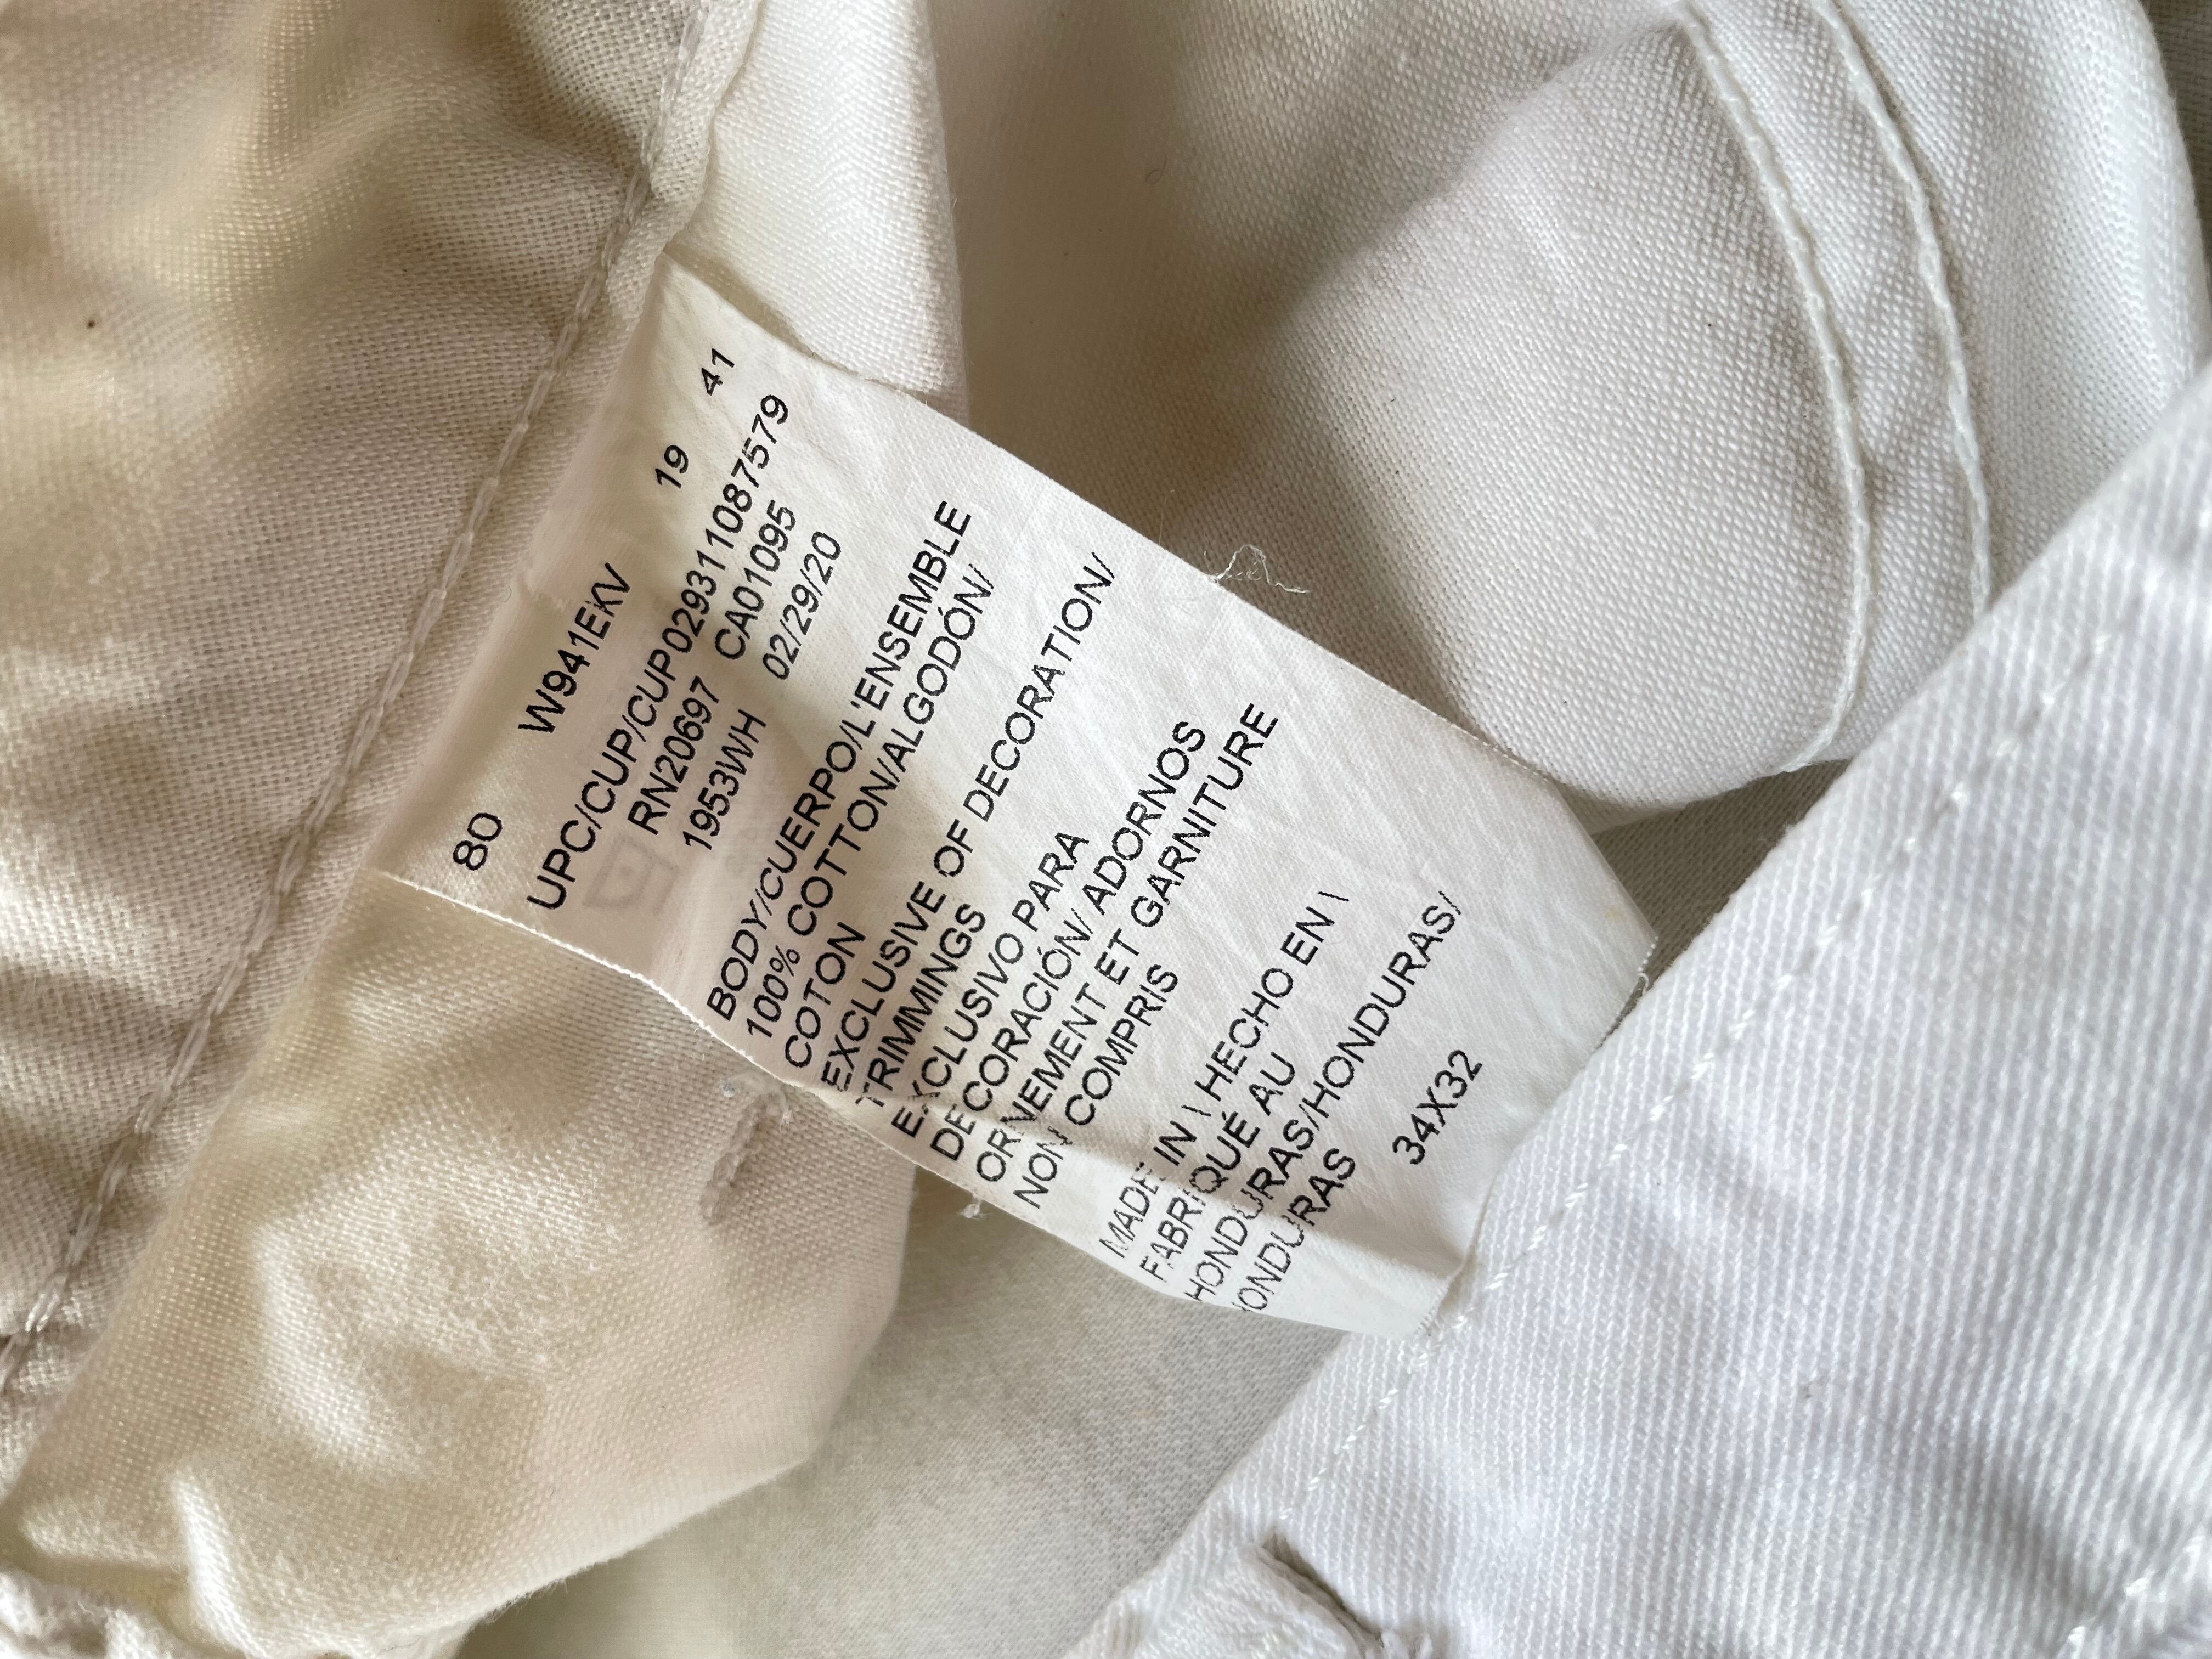 80 W941EKV 19 41
UPC/CUP/CUP029311087579
RN20697 CA01095
1953WH 02/29/20
BODY/CUERPO/L'ENSEMBLE
100% COTTON/ALGODÓN/
COTON
EXCLUSIVE OF DECORATION/
TRIMMINGS
EXCLUSIVO PARA
DECORACIÓN/ ADORNOS
ORNEMENT ET GARNITURE
NON COMPRIS
MADE IN \ HECHO EN \
FABRIQUÉ AU
HONDURAS/HONDURAS/
HONDURAS
34X32